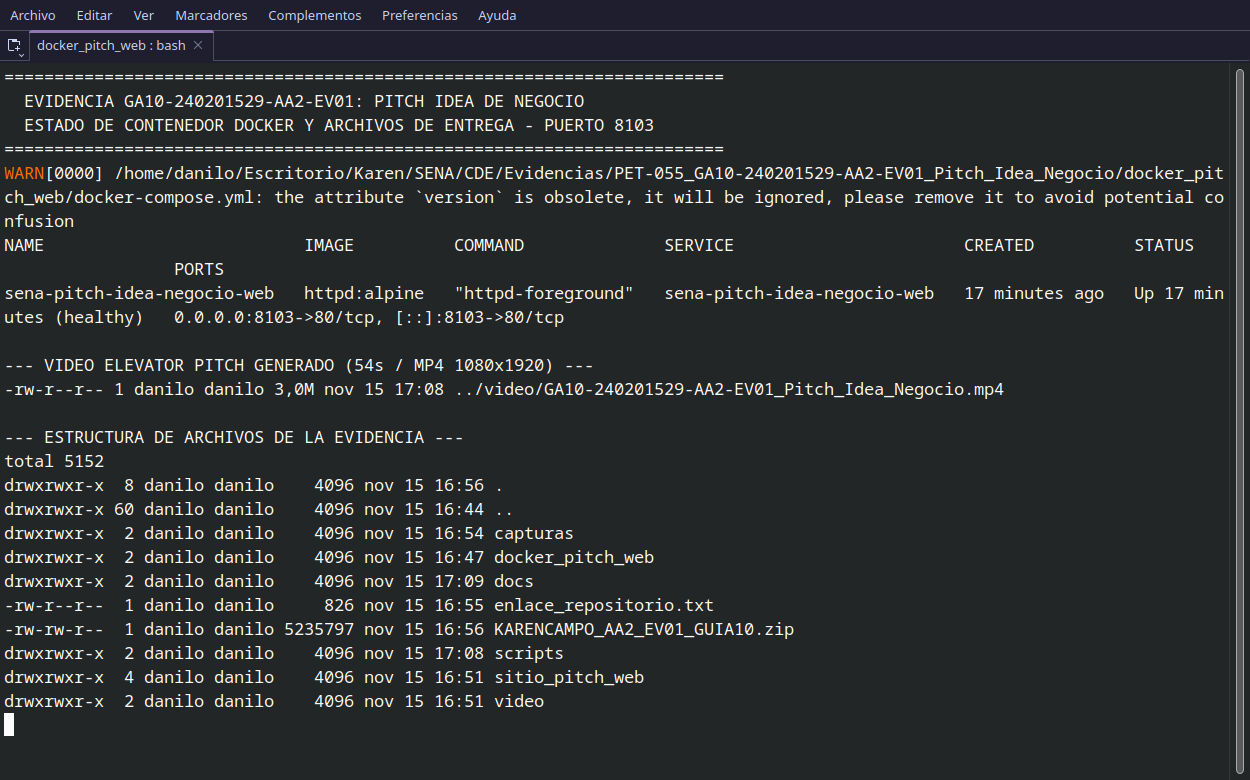 Archivo Editar Ver Marcadores Complementos Preferencias Ayuda
docker_pitch_web : bash
========================================================================
  EVIDENCIA GA10-240201529-AA2-EV01: PITCH IDEA DE NEGOCIO
  ESTADO DE CONTENEDOR DOCKER Y ARCHIVOS DE ENTREGA - PUERTO 8103
========================================================================
WARN[0000] /home/danilo/Escritorio/Karen/SENA/CDE/Evidencias/PET-055_GA10-240201529-AA2-EV01_Pitch_Idea_Negocio/docker_pit
ch_web/docker-compose.yml: the attribute `version` is obsolete, it will be ignored, please remove it to avoid potential co
nfusion
NAME                          IMAGE          COMMAND              SERVICE                       CREATED          STATUS
                 PORTS
sena-pitch-idea-negocio-web   httpd:alpine   "httpd-foreground"   sena-pitch-idea-negocio-web   17 minutes ago   Up 17 min
utes (healthy)   0.0.0.0:8103->80/tcp, [::]:8103->80/tcp

--- VIDEO ELEVATOR PITCH GENERADO (54s / MP4 1080x1920) ---
-rw-r--r-- 1 danilo danilo 3,0M nov 15 17:08 ../video/GA10-240201529-AA2-EV01_Pitch_Idea_Negocio.mp4

--- ESTRUCTURA DE ARCHIVOS DE LA EVIDENCIA ---
total 5152
drwxrwxr-x  8 danilo danilo    4096 nov 15 16:56 .
drwxrwxr-x 60 danilo danilo    4096 nov 15 16:44 ..
drwxrwxr-x  2 danilo danilo    4096 nov 15 16:54 capturas
drwxrwxr-x  2 danilo danilo    4096 nov 15 16:47 docker_pitch_web
drwxrwxr-x  2 danilo danilo    4096 nov 15 17:09 docs
-rw-r--r--  1 danilo danilo     826 nov 15 16:55 enlace_repositorio.txt
-rw-rw-r--  1 danilo danilo 5235797 nov 15 16:56 KARENCAMPO_AA2_EV01_GUIA10.zip
drwxrwxr-x  2 danilo danilo    4096 nov 15 17:08 scripts
drwxrwxr-x  4 danilo danilo    4096 nov 15 16:51 sitio_pitch_web
drwxrwxr-x  2 danilo danilo    4096 nov 15 16:51 video